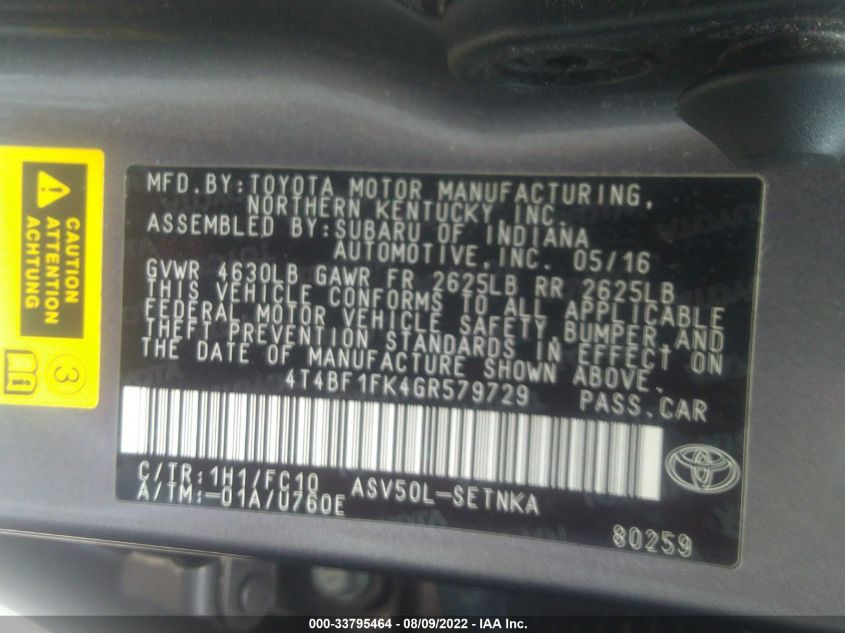 CAUTION
ATTENTION
ACHTUNG
3
MFD.BY:TOYOTA MOTOR MANUFACTURING,
NORTHERN KENTUCKY INC.
ASSEMBLED BY:SUBARU OF INDIANA
AUTOMOTIVE,INC. 05/16
GVWR 4630LB GAWR FR 2625LB RR 2625LB
THIS VEHICLE CONFORMS TO ALL APPLICABLE
FEDERAL MOTOR VEHICLE SAFETY,BUMPER,AND
THEFT PREVENTION STANDARDS IN EFFECT ON
THE DATE OF MANUFACTURE SHOWN ABOVE.
4T4BF1FK4GR579729 PASS.CAR
C/TR:1H1/FC10 ASV50L-SETNKA
A/TM:-01A/U760E
80259
000-33795464 - 08/09/2022 - IAA Inc.